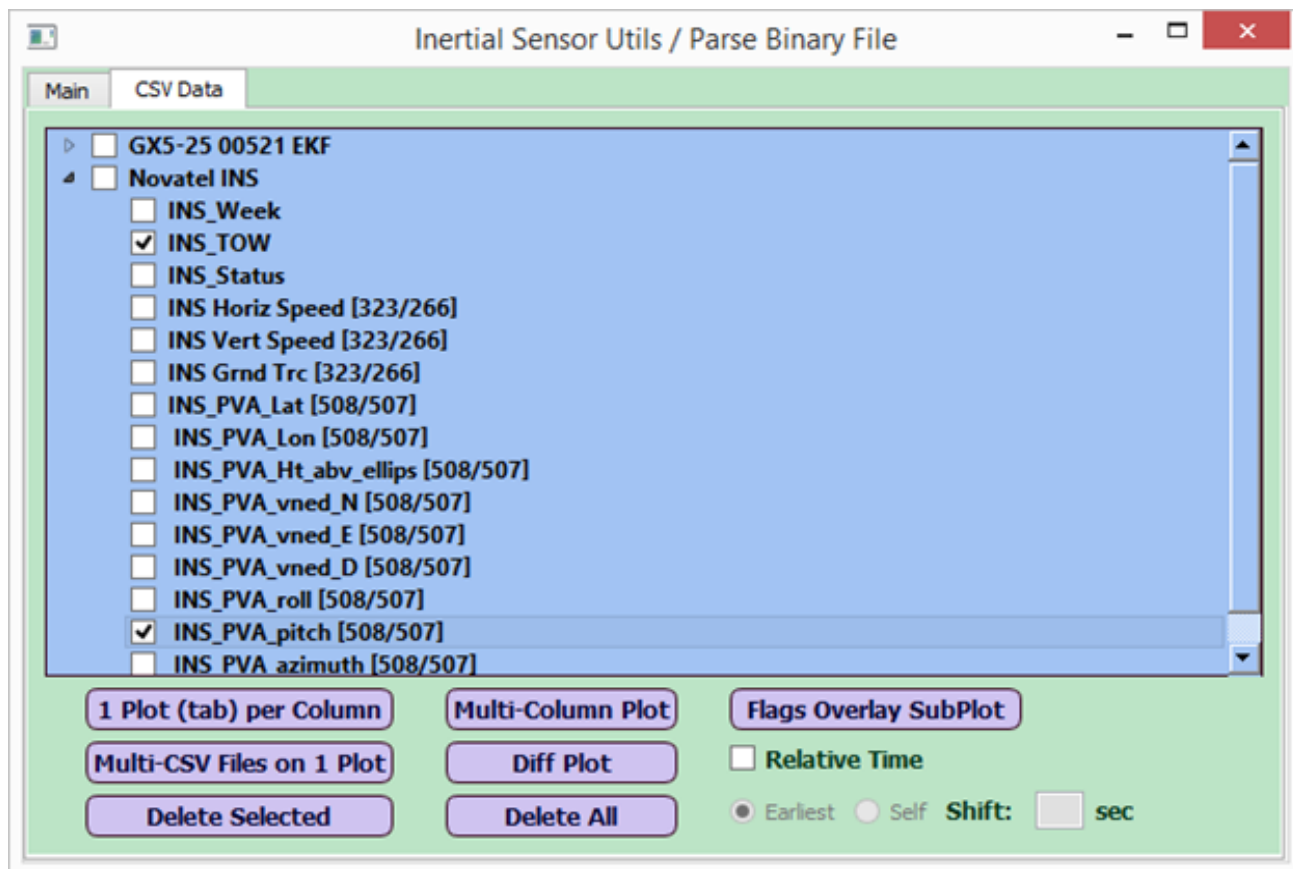 Inertial Sensor Utils / Parse Binary File
Main CSV Data
GX5-25 00521 EKF
Novatel INS
INS_Week
INS_TOW
INS_Status
INS Horiz Speed [323/266]
INS Vert Speed [323/266]
INS Grnd Trc [323/266]
INS_PVA_Lat [508/507]
INS_PVA_Lon [508/507]
INS_PVA_Ht_abv_ellips [508/507]
INS_PVA_vned_N [508/507]
INS_PVA_vned_E [508/507]
INS_PVA_vned_D [508/507]
INS_PVA_roll [508/507]
INS_PVA_pitch [508/507]
INS_PVA_azimuth [508/507]
1 Plot (tab) per Column Multi-Column Plot Flags Overlay SubPlot
Multi-CSV Files on 1 Plot Diff Plot Relative Time
Delete Selected Delete All Earliest Self Shift: sec